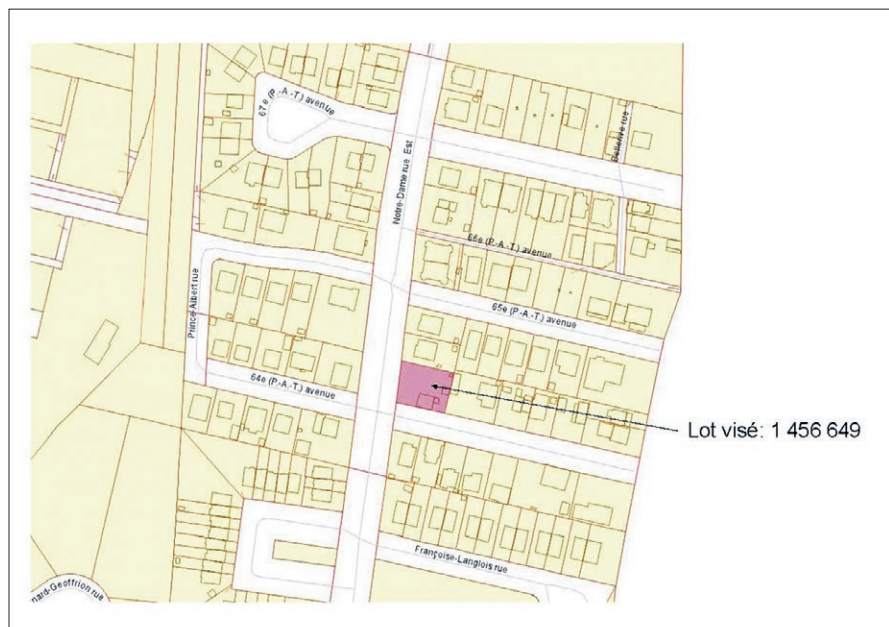 67e (P.-A.-T.) avenue
Notre-Dame rue Est
Bellerive rue
66e (P.-A.-T.) avenue
65e (P.-A.-T.) avenue
Prince-Albert rue
64e (P.-A.-T.) avenue
Lot visé: 1 456 649
Françoise-Langlois rue
nard-Geoffrion rue